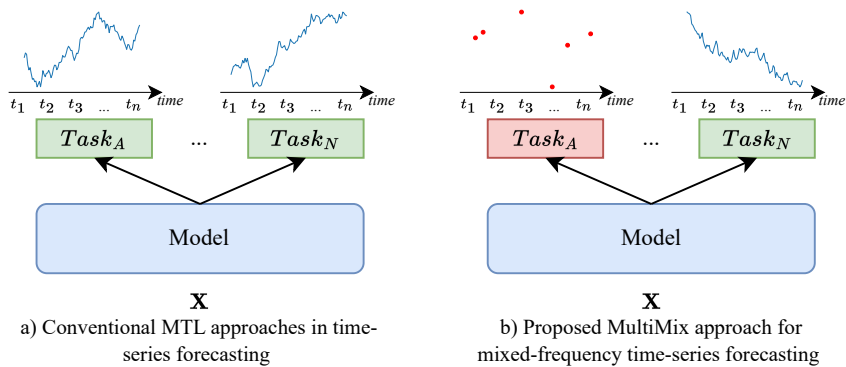 t1 t2 t3 ... tn time
t1 t2 t3 ... tn time
TaskA ... TaskN
Model
X
a) Conventional MTL approaches in time-
series forecasting
t1 t2 t3 ... tn time
t1 t2 t3 ... tn time
TaskA ... TaskN
Model
X
b) Proposed MultiMix approach for
mixed-frequency time-series forecasting